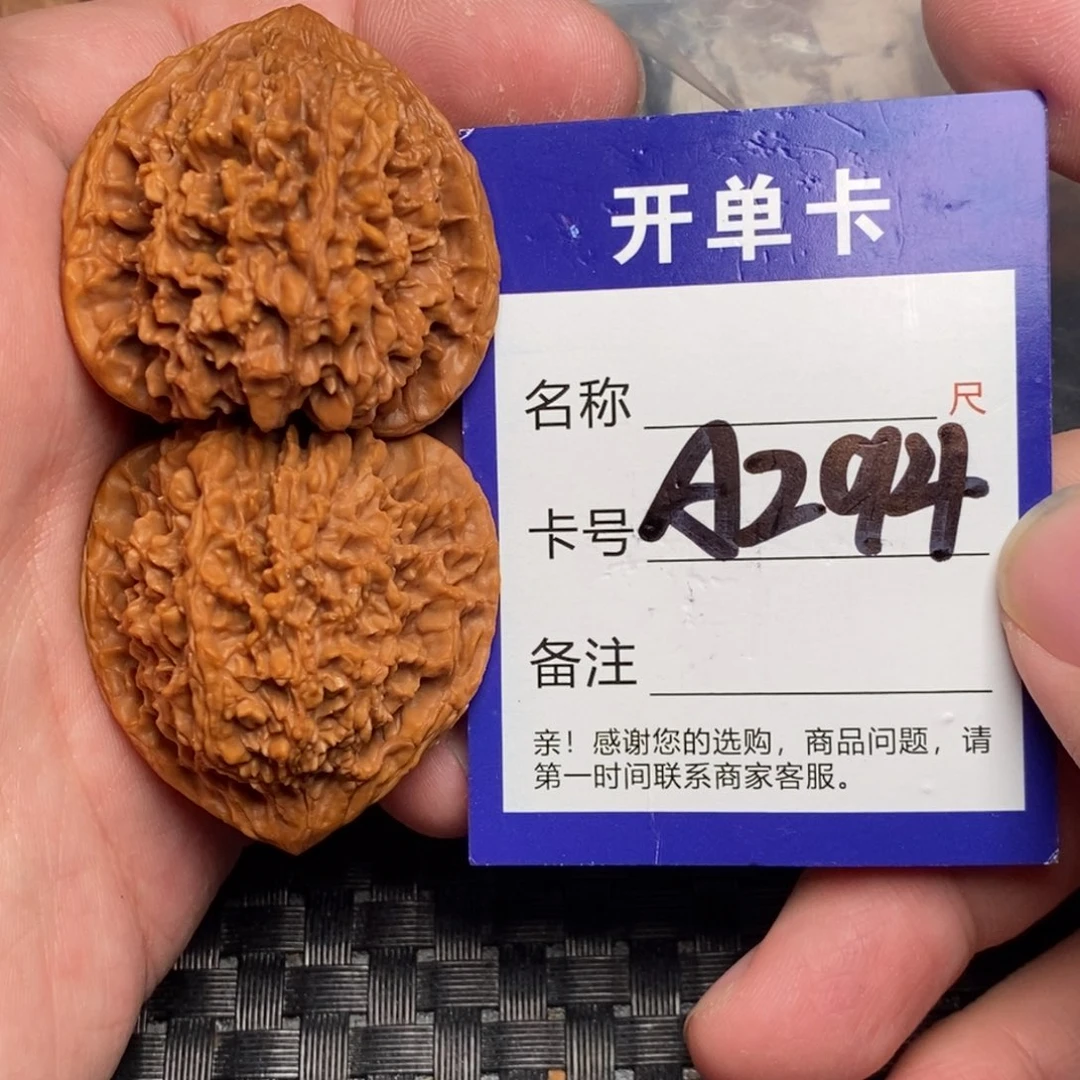 开单卡
名称 尺
卡号 A294
备注
亲！感谢您的选购，商品问题，请
第一时间联系商家客服。